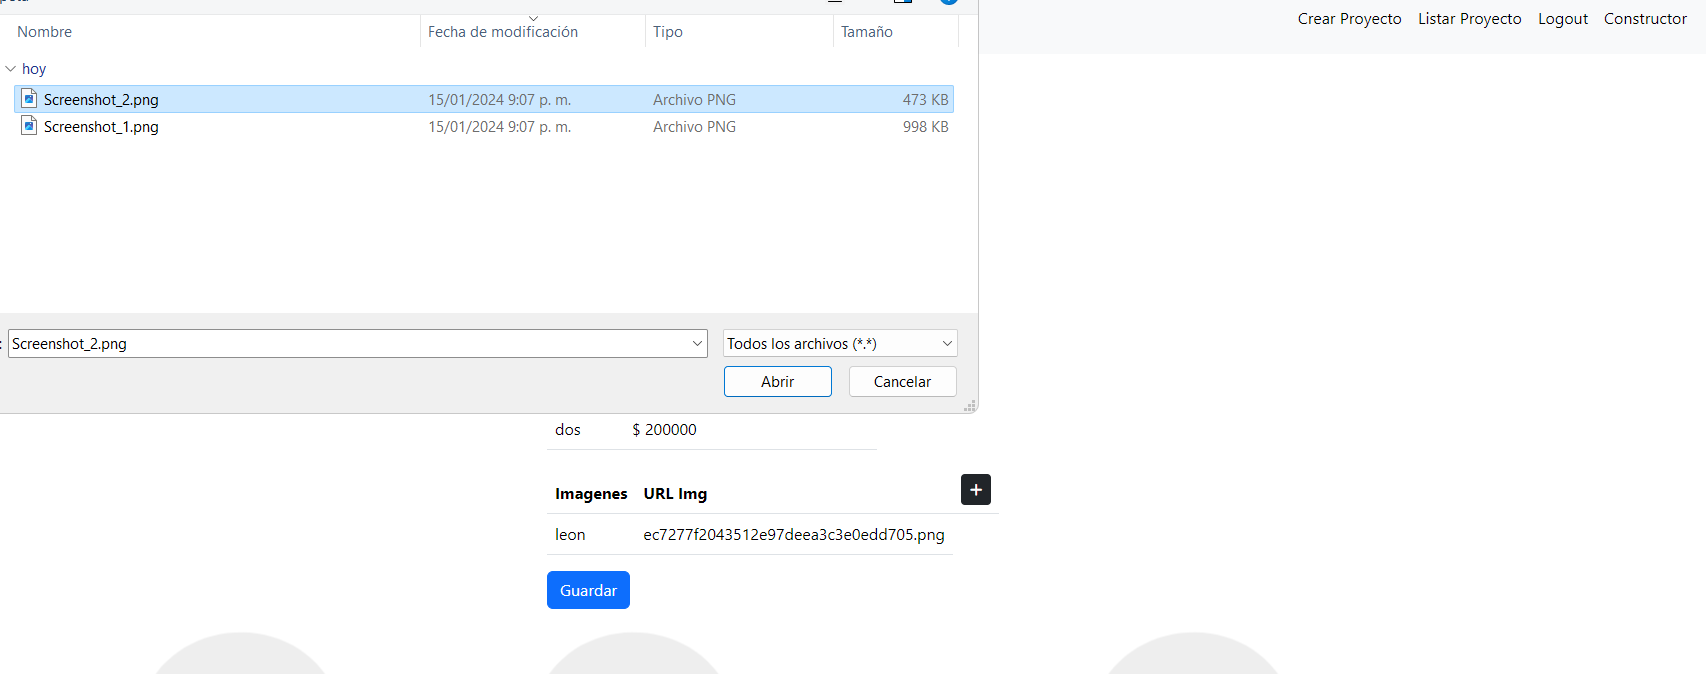 Crear Proyecto Listar Proyecto Logout Constructor
Nombre Fecha de modificación Tipo Tamaño
hoy
Screenshot_2.png 15/01/2024 9:07 p. m. Archivo PNG 473 KB
Screenshot_1.png 15/01/2024 9:07 p. m. Archivo PNG 998 KB
: Screenshot_2.png Todos los archivos (*.*)
Abrir Cancelar
dos $ 200000
Imagenes URL Img +
leon ec7277f2043512e97deea3c3e0edd705.png
Guardar